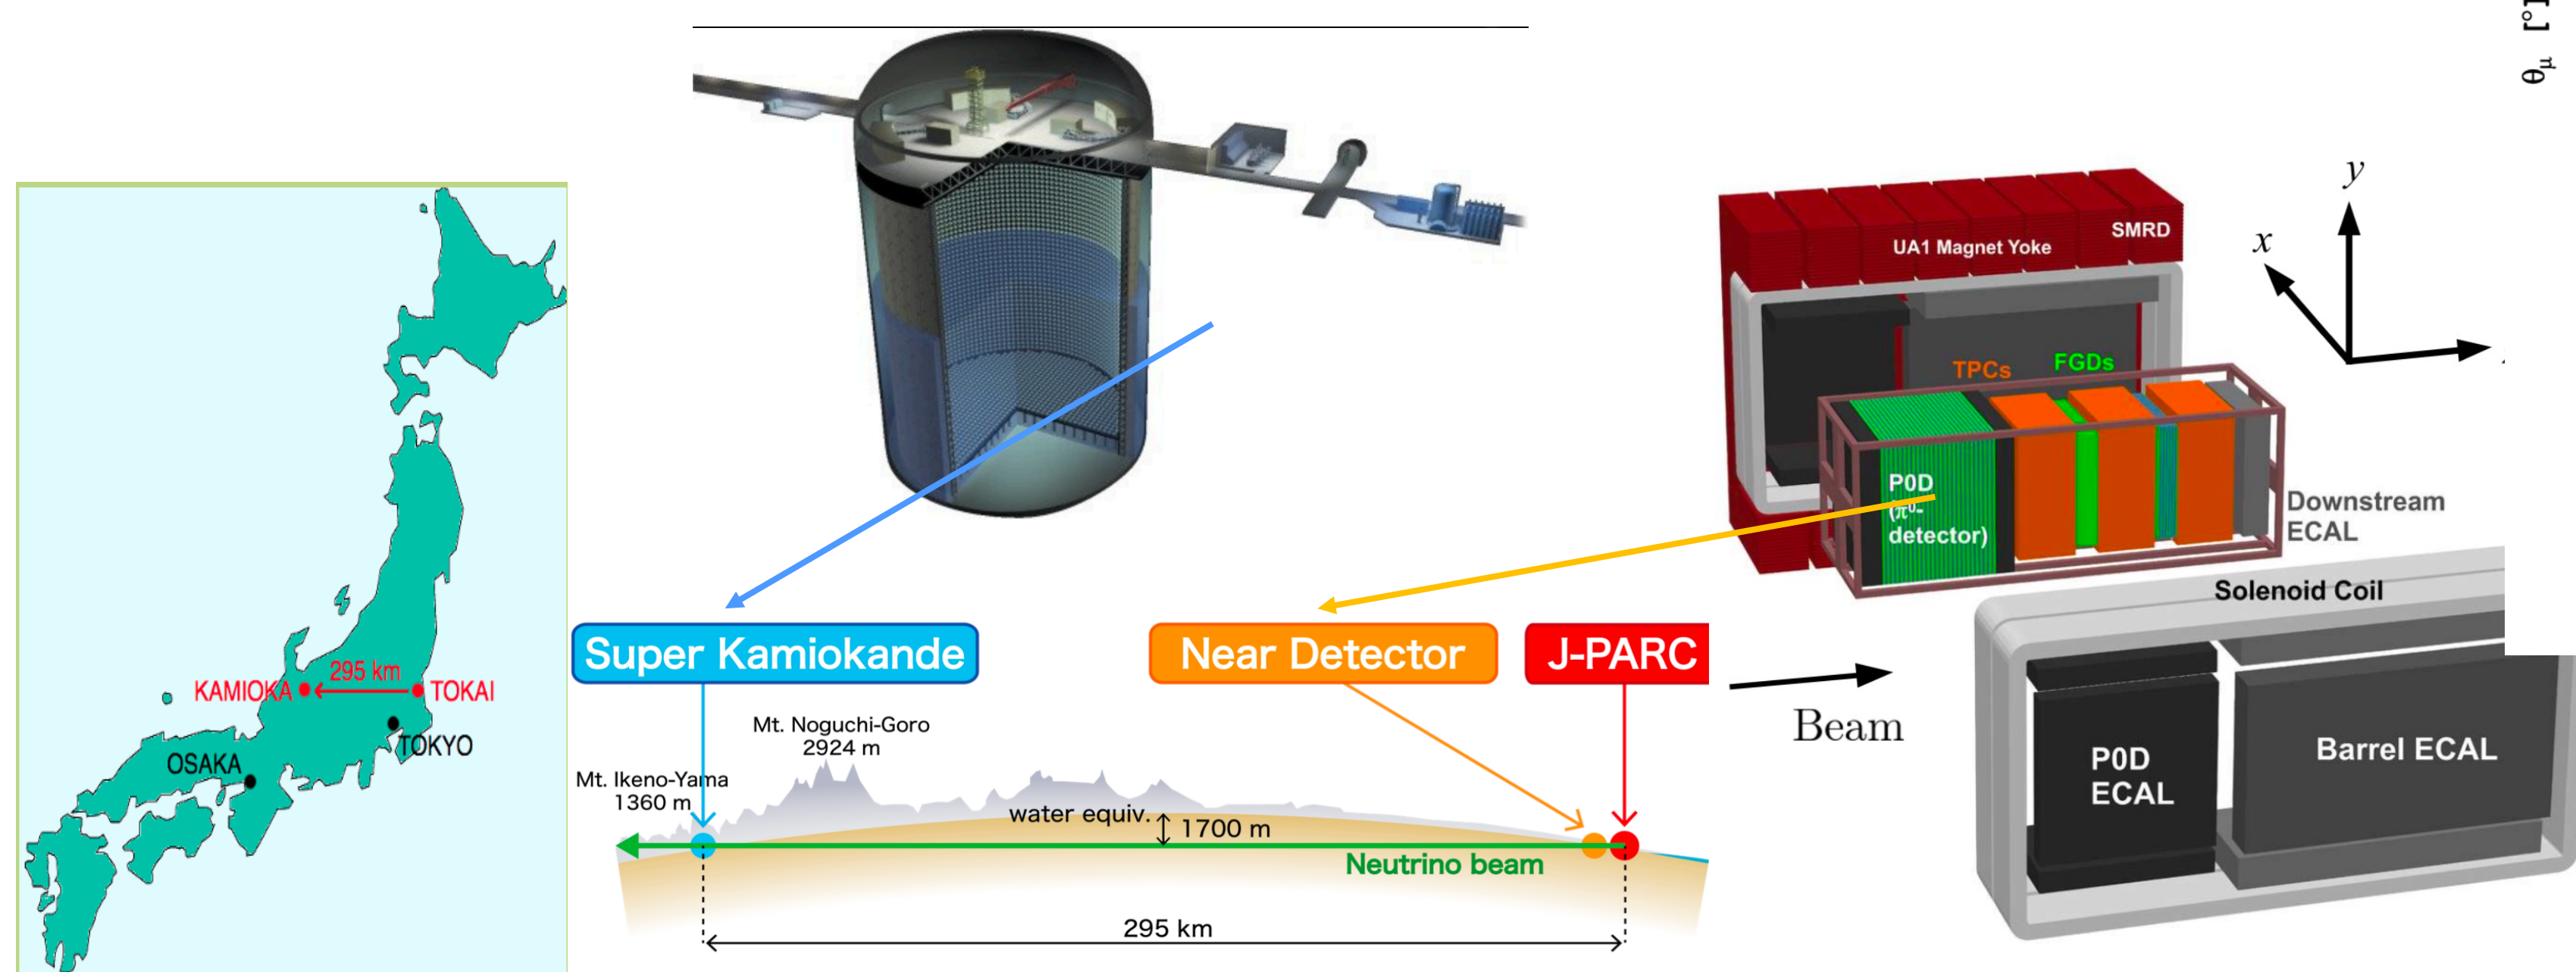 295 km
KAMIOKA
TOKAI
TOKYO
OSAKA
Super Kamiokande
Near Detector
J-PARC
Mt. Noguchi-Goro
2924 m
Mt. Ikeno-Yama
1360 m
water equiv.
1700 m
Neutrino beam
295 km
UA1 Magnet Yoke
SMRD
TPCs
FGDs
P0D
(π⁰-
detector)
Downstream
ECAL
Solenoid Coil
Beam
P0D
ECAL
Barrel ECAL
y
x
θμ [°]